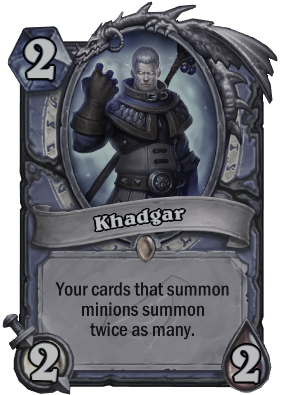 2
Khadgar
Your cards that summon
minions summon
twice as many.
2 2